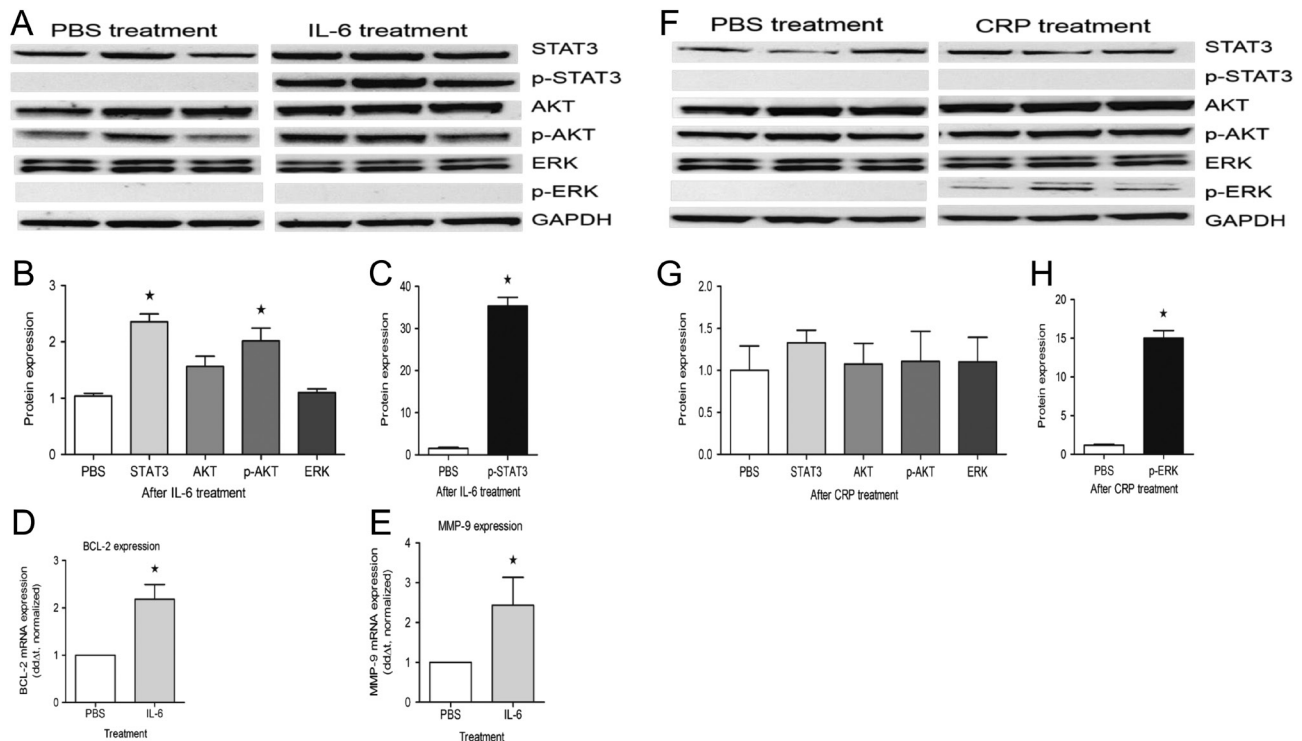 A
PBS treatment
IL-6 treatment
STAT3
p-STAT3
AKT
p-AKT
ERK
p-ERK
GAPDH
F
PBS treatment
CRP treatment
STAT3
p-STAT3
AKT
p-AKT
ERK
p-ERK
GAPDH
B
Protein expression
3
2
1
0
PBS STAT3 AKT p-AKT ERK
After IL-6 treatment
★
★
C
Protein expression
40
30
20
10
0
PBS p-STAT3
After IL-6 treatment
★
G
Protein expression
2.0
1.5
1.0
0.5
0.0
PBS STAT3 AKT p-AKT ERK
After CRP treatment
H
Protein expression
20
15
10
5
0
PBS p-ERK
After CRP treatment
★
D
BCL-2 expression
BCL-2 mRNA expression
(ddΔt, normalized)
3
2
1
0
PBS IL-6
Treatment
★
E
MMP-9 expression
MMP-9 mRNA expression
(ddΔt, normalized)
4
3
2
1
0
PBS IL-6
Treatment
★